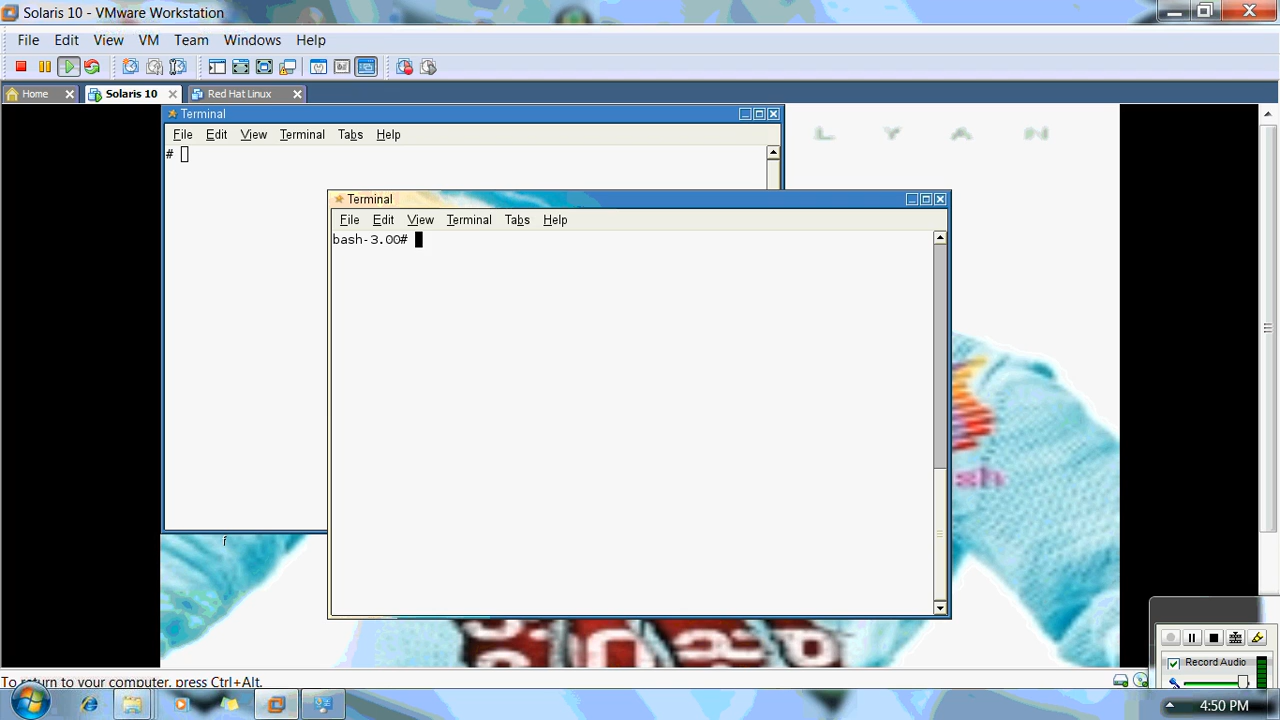 Solaris 10 - VMware Workstation
File Edit View VM Team Windows Help
Home Solaris 10 Red Hat Linux
Terminal
File Edit View Terminal Tabs Help
#
L Y A N
Terminal
File Edit View Terminal Tabs Help
bash-3.00#
sh
Record Audio
To return to your computer, press Ctrl+Alt.
4:50 PM